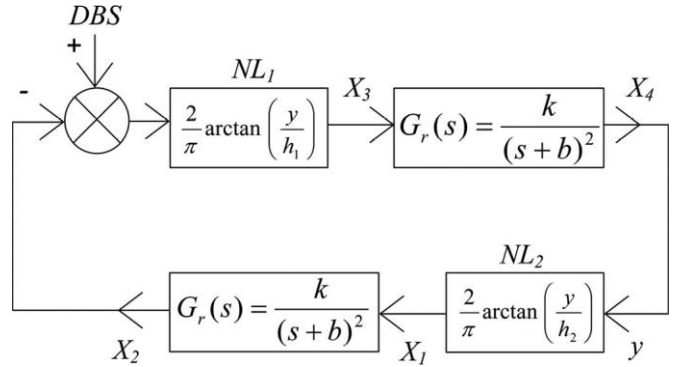 DBS
+
-
NL₁
2/π arctan (y/h₁)
X₃
Gᵣ(s) = k/(s+b)²
X₄
NL₂
2/π arctan (y/h₂)
y
X₁
Gᵣ(s) = k/(s+b)²
X₂